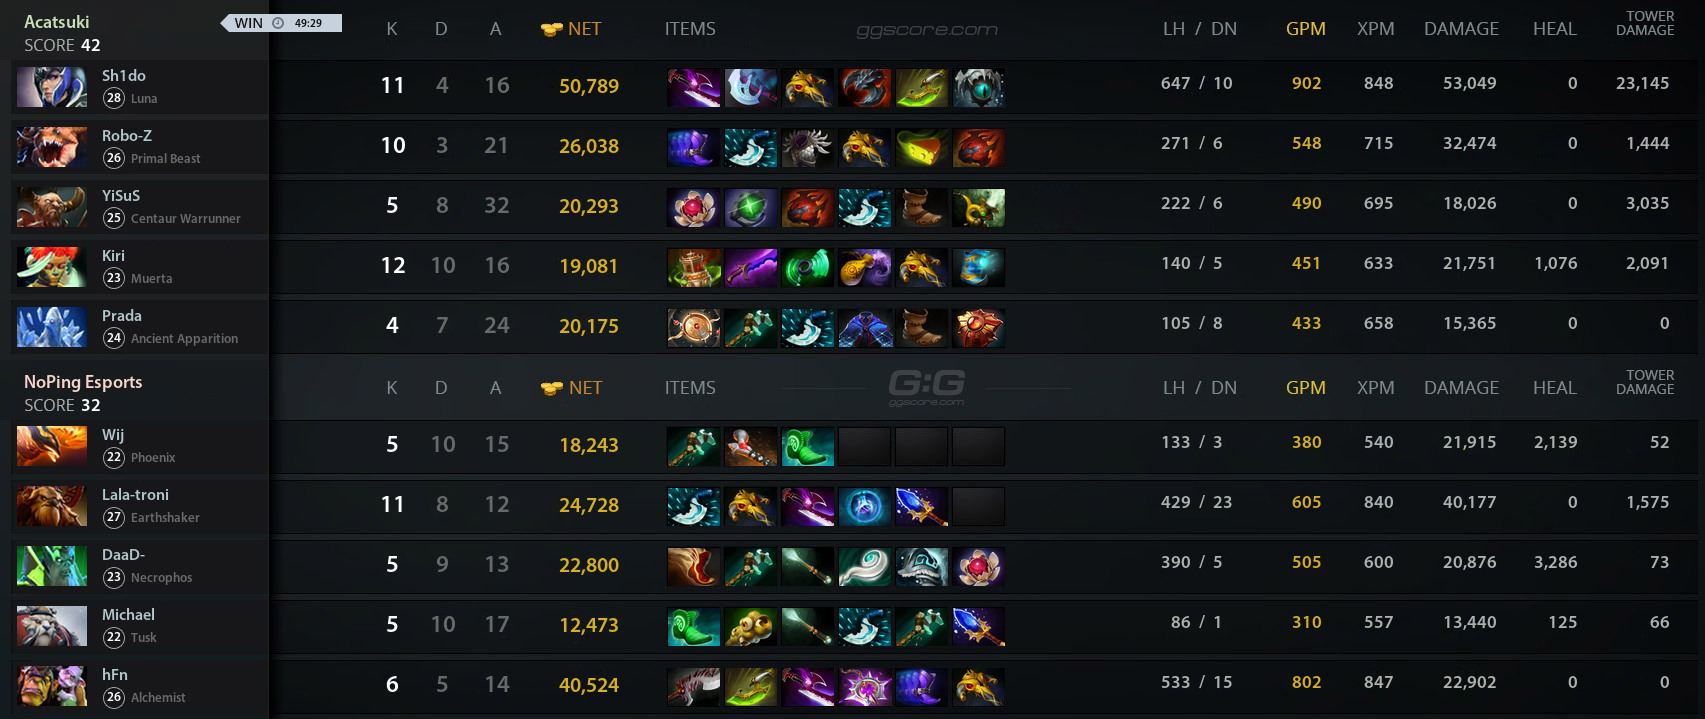 Acatsuki WIN 49:29 K D A NET ITEMS ggscore.com LH / DN GPM XPM DAMAGE HEAL TOWER DAMAGE
SCORE 42
Sh1do 28 Luna 11 4 16 50,789 647 / 10 902 848 53,049 0 23,145
Robo-Z 26 Primal Beast 10 3 21 26,038 271 / 6 548 715 32,474 0 1,444
YiSuS 25 Centaur Warrunner 5 8 32 20,293 222 / 6 490 695 18,026 0 3,035
Kiri 23 Muerta 12 10 16 19,081 140 / 5 451 633 21,751 1,076 2,091
Prada 24 Ancient Apparition 4 7 24 20,175 105 / 8 433 658 15,365 0 0
NoPing Esports K D A NET ITEMS G:G ggscore.com LH / DN GPM XPM DAMAGE HEAL TOWER DAMAGE
SCORE 32
Wij 22 Phoenix 5 10 15 18,243 133 / 3 380 540 21,915 2,139 52
Lala-troni 27 Earthshaker 11 8 12 24,728 429 / 23 605 840 40,177 0 1,575
DaaD- 23 Necrophos 5 9 13 22,800 390 / 5 505 600 20,876 3,286 73
Michael 22 Tusk 5 10 17 12,473 86 / 1 310 557 13,440 125 66
hFn 26 Alchemist 6 5 14 40,524 533 / 15 802 847 22,902 0 0